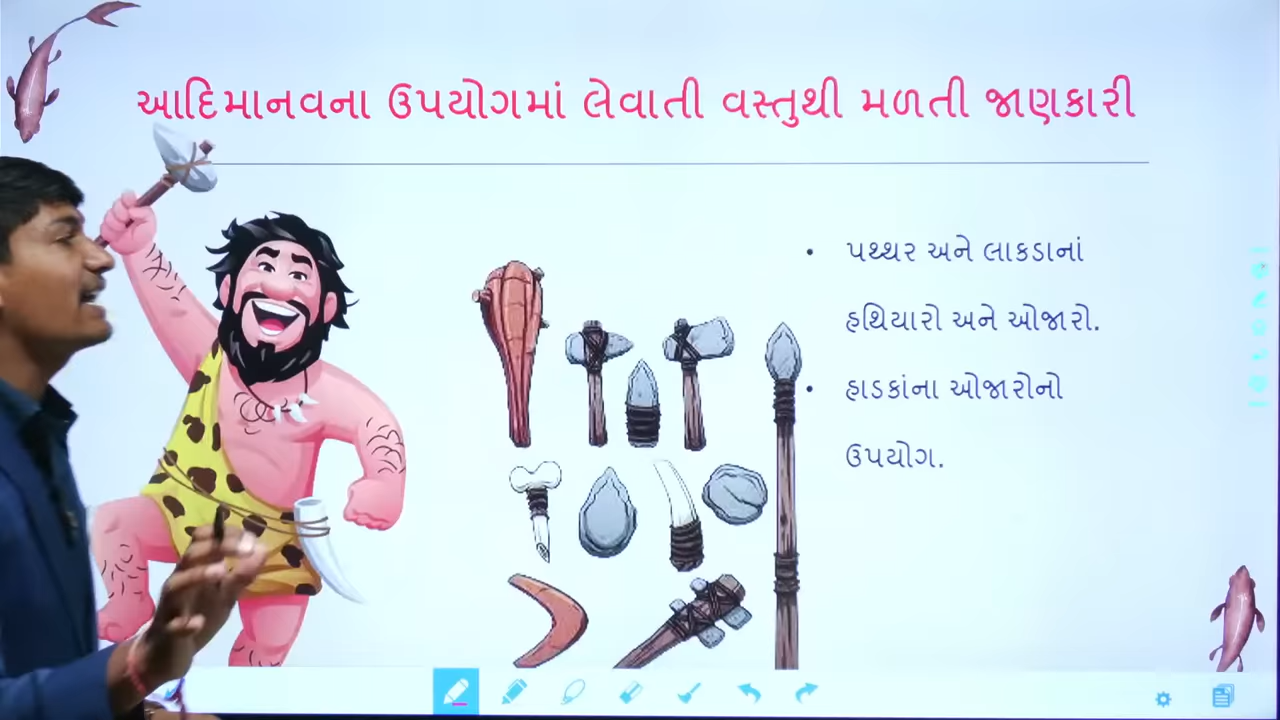 આદિમાનવના ઉપયોગમાં લેવાતી વસ્તુથી મળતી જાણકારી
• પથ્થર અને લાકડાનાં
હથિયારો અને ઓજારો.
• હાડકાંના ઓજારોનો
ઉપયોગ.